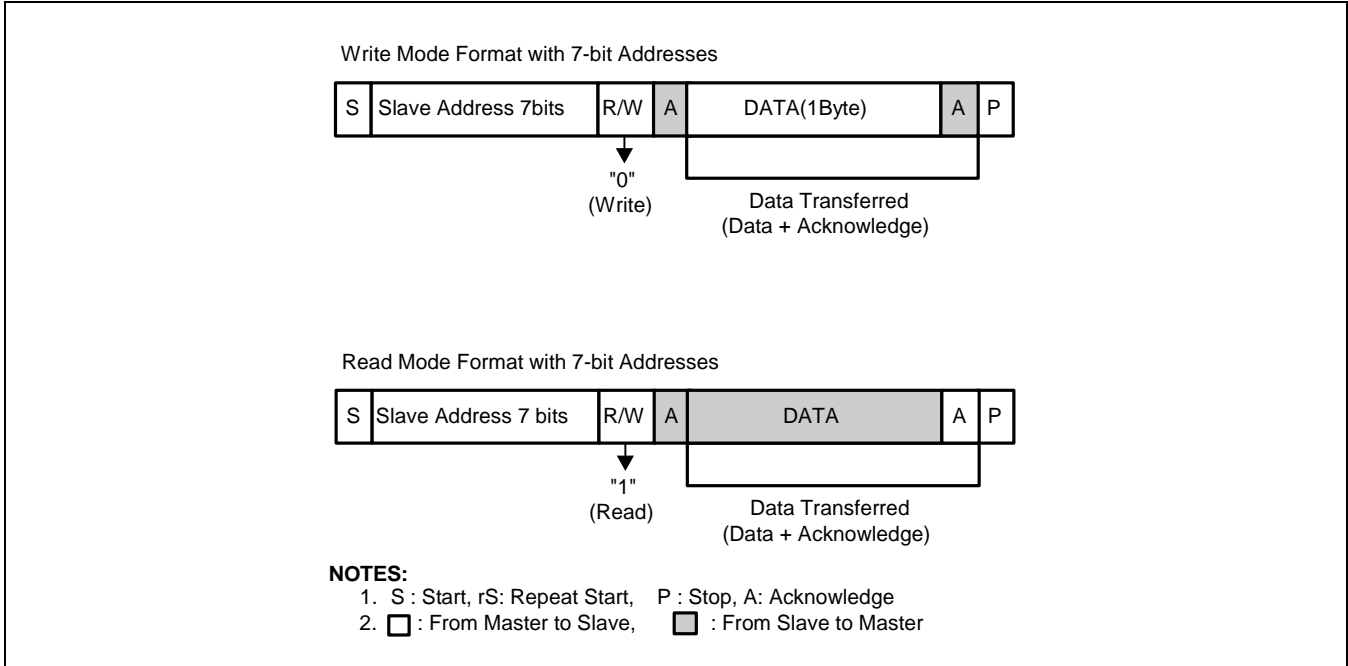 Write Mode Format with 7-bit Addresses
S Slave Address 7bits R/W A DATA(1Byte) A P
"0"
(Write)
Data Transferred
(Data + Acknowledge)
Read Mode Format with 7-bit Addresses
S Slave Address 7 bits R/W A DATA A P
"1"
(Read)
Data Transferred
(Data + Acknowledge)
NOTES:
1. S : Start, rS: Repeat Start, P : Stop, A: Acknowledge
2. : From Master to Slave, : From Slave to Master